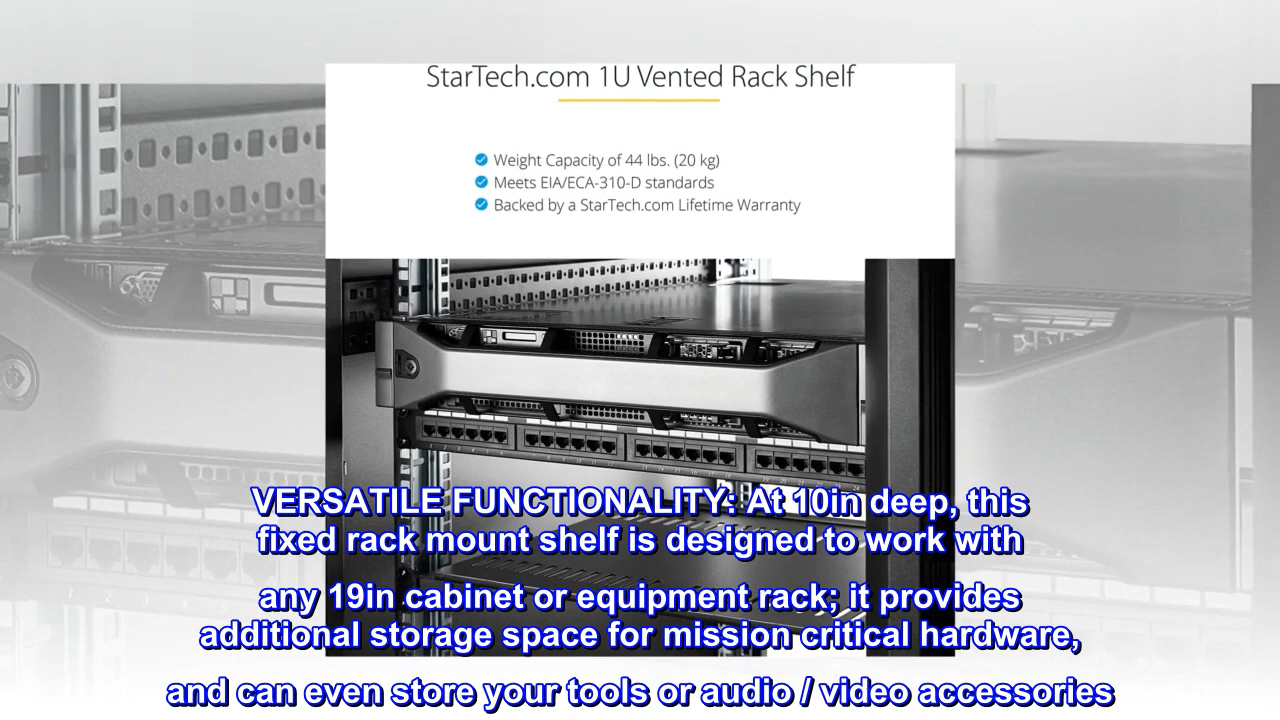 StarTech.com 1U Vented Rack Shelf
Weight Capacity of 44 lbs. (20 kg)
Meets EIA/ECA-310-D standards
Backed by a StarTech.com Lifetime Warranty
VERSATILE FUNCTIONALITY: At 10in deep, this
fixed rack mount shelf is designed to work with
any 19in cabinet or equipment rack; it provides
additional storage space for mission critical hardware,
and can even store your tools or audio / video accessories